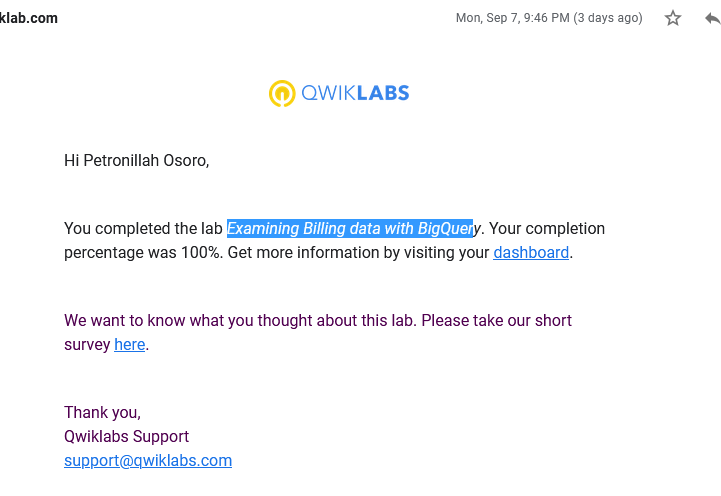 klab.com
Mon, Sep 7, 9:46 PM (3 days ago)
QWIKLABS
Hi Petronillah Osoro,
You completed the lab Examining Billing data with BigQuery. Your completion
percentage was 100%. Get more information by visiting your dashboard.
We want to know what you thought about this lab. Please take our short
survey here.
Thank you,
Qwiklabs Support
support@qwiklabs.com